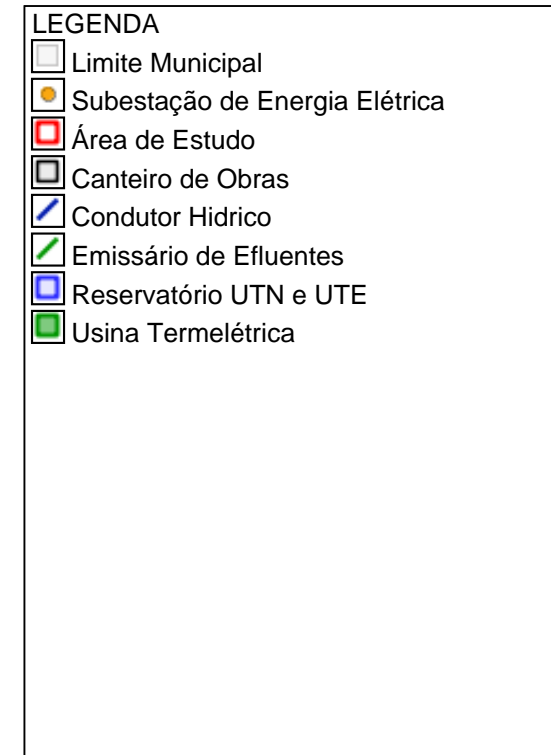 LEGENDA
Limite Municipal
Subestação de Energia Elétrica
Área de Estudo
Canteiro de Obras
Condutor Hidrico
Emissário de Efluentes
Reservatório UTN e UTE
Usina Termelétrica